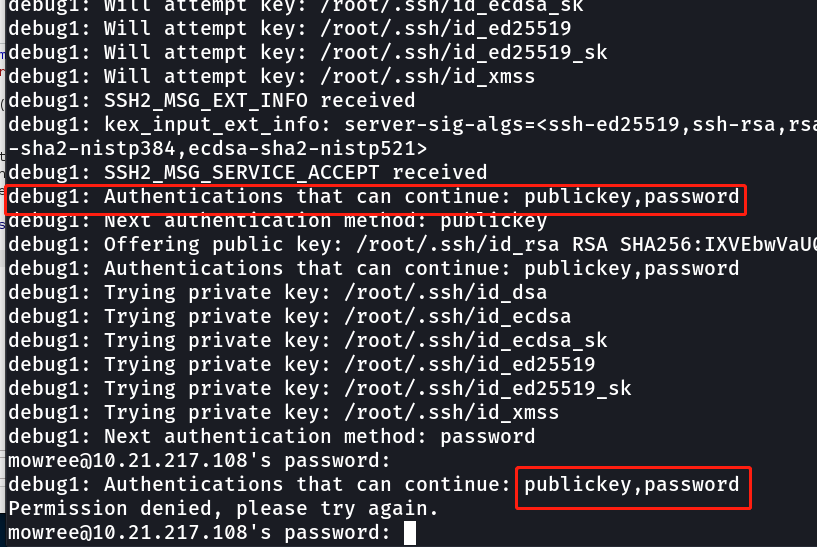 debug1: Will attempt key: /root/.ssh/id_ecdsa_sk
debug1: Will attempt key: /root/.ssh/id_ed25519
debug1: Will attempt key: /root/.ssh/id_ed25519_sk
debug1: Will attempt key: /root/.ssh/id_xmss
debug1: SSH2_MSG_EXT_INFO received
debug1: kex_input_ext_info: server-sig-algs=<ssh-ed25519,ssh-rsa,rsa
-sha2-nistp384,ecdsa-sha2-nistp521>
debug1: SSH2_MSG_SERVICE_ACCEPT received
debug1: Authentications that can continue: publickey,password
debug1: Next authentication method: publickey
debug1: Offering public key: /root/.ssh/id_rsa RSA SHA256:IXVEbwVaU0
debug1: Authentications that can continue: publickey,password
debug1: Trying private key: /root/.ssh/id_dsa
debug1: Trying private key: /root/.ssh/id_ecdsa
debug1: Trying private key: /root/.ssh/id_ecdsa_sk
debug1: Trying private key: /root/.ssh/id_ed25519
debug1: Trying private key: /root/.ssh/id_ed25519_sk
debug1: Trying private key: /root/.ssh/id_xmss
debug1: Next authentication method: password
mowree@10.21.217.108's password:
debug1: Authentications that can continue: publickey,password
Permission denied, please try again.
mowree@10.21.217.108's password: